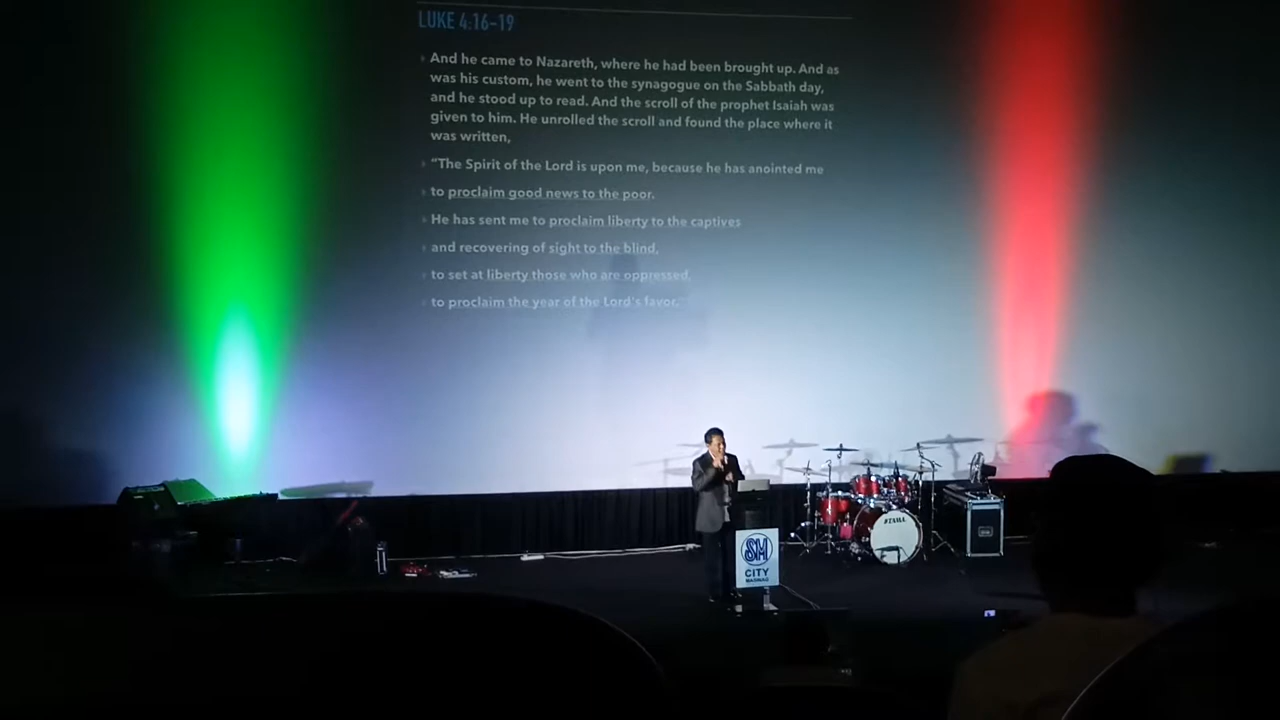 LUKE 4:16-19
And he came to Nazareth, where he had been brought up. And as
was his custom, he went to the synagogue on the Sabbath day,
and he stood up to read. And the scroll of the prophet Isaiah was
given to him. He unrolled the scroll and found the place where it
was written,
“The Spirit of the Lord is upon me, because he has anointed me
to proclaim good news to the poor.
He has sent me to proclaim liberty to the captives
and recovering of sight to the blind,
to set at liberty those who are oppressed,
to proclaim the year of the Lord's favor.”
TAMA
SM
CITY
MASINAG